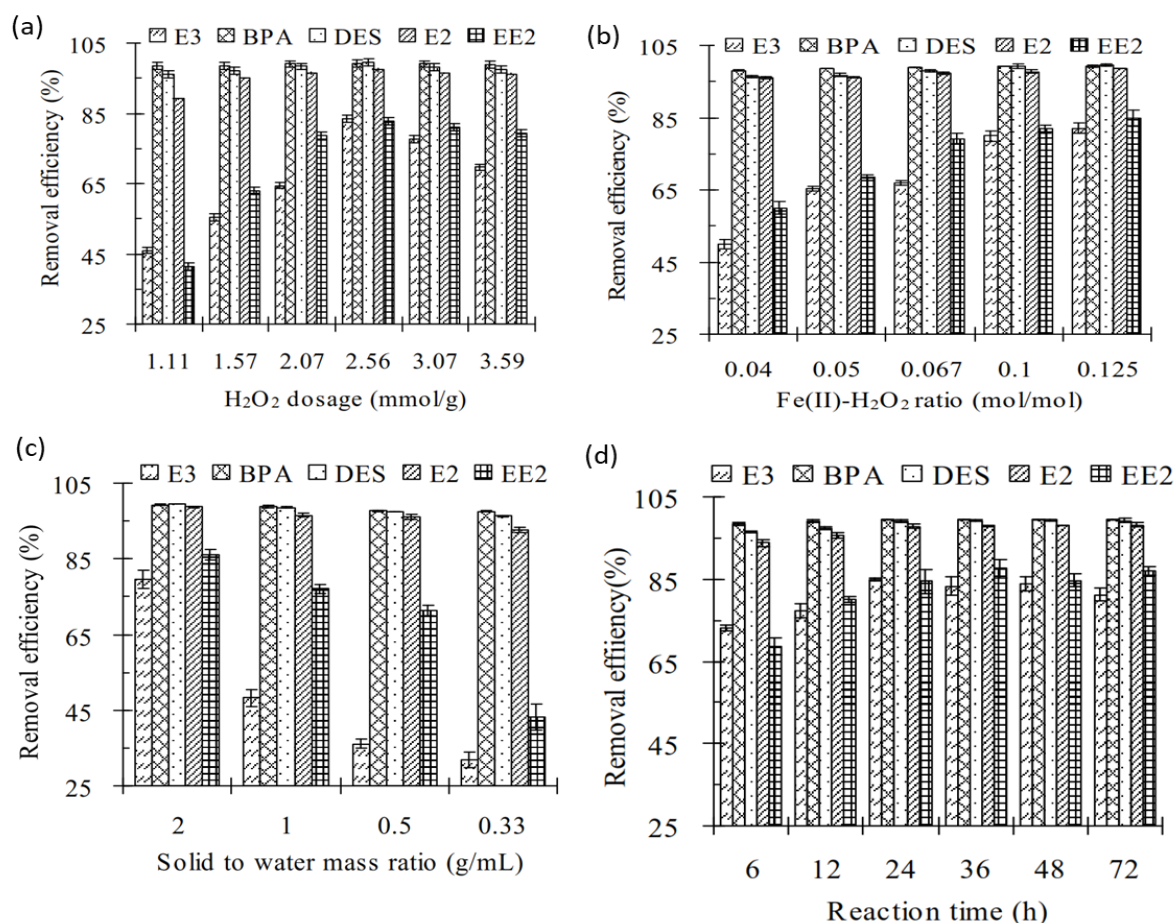 (a)
E3 BPA DES E2 EE2
105
85
65
45
25
Removal efficiency (%)
1.11 1.57 2.07 2.56 3.07 3.59
H₂O₂ dosage (mmol/g)
(b)
E3 BPA DES E2 EE2
105
85
65
45
25
Removal efficiency (%)
0.04 0.05 0.067 0.1 0.125
Fe(II)-H₂O₂ ratio (mol/mol)
(c)
E3 BPA DES E2 EE2
105
85
65
45
25
Removal efficiency (%)
2 1 0.5 0.33
Solid to water mass ratio (g/mL)
(d)
E3 BPA DES E2 EE2
105
85
65
45
25
Removal effiiency(%)
6 12 24 36 48 72
Reaction time (h)